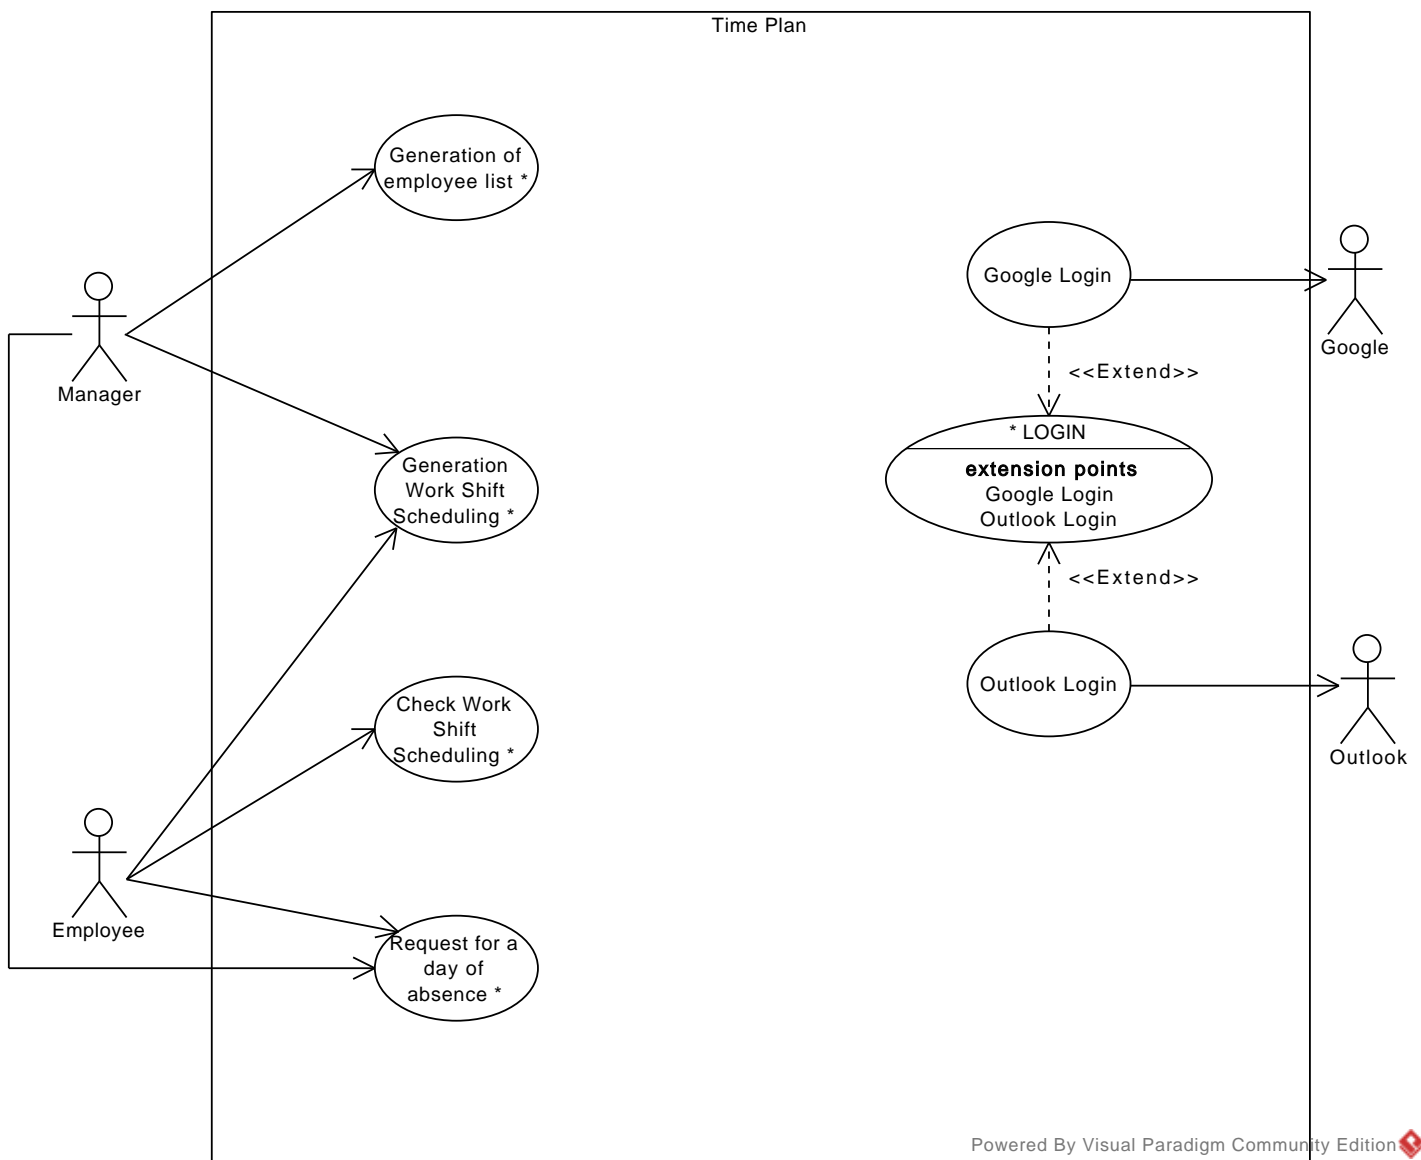 Time Plan
Generation of
employee list *
Google Login
Google
<<Extend>>
Manager
* LOGIN
extension points
Google Login
Outlook Login
Generation
Work Shift
Scheduling *
<<Extend>>
Outlook Login
Outlook
Check Work
Shift
Scheduling *
Employee
Request for a
day of
absence *
Powered By Visual Paradigm Community Edition